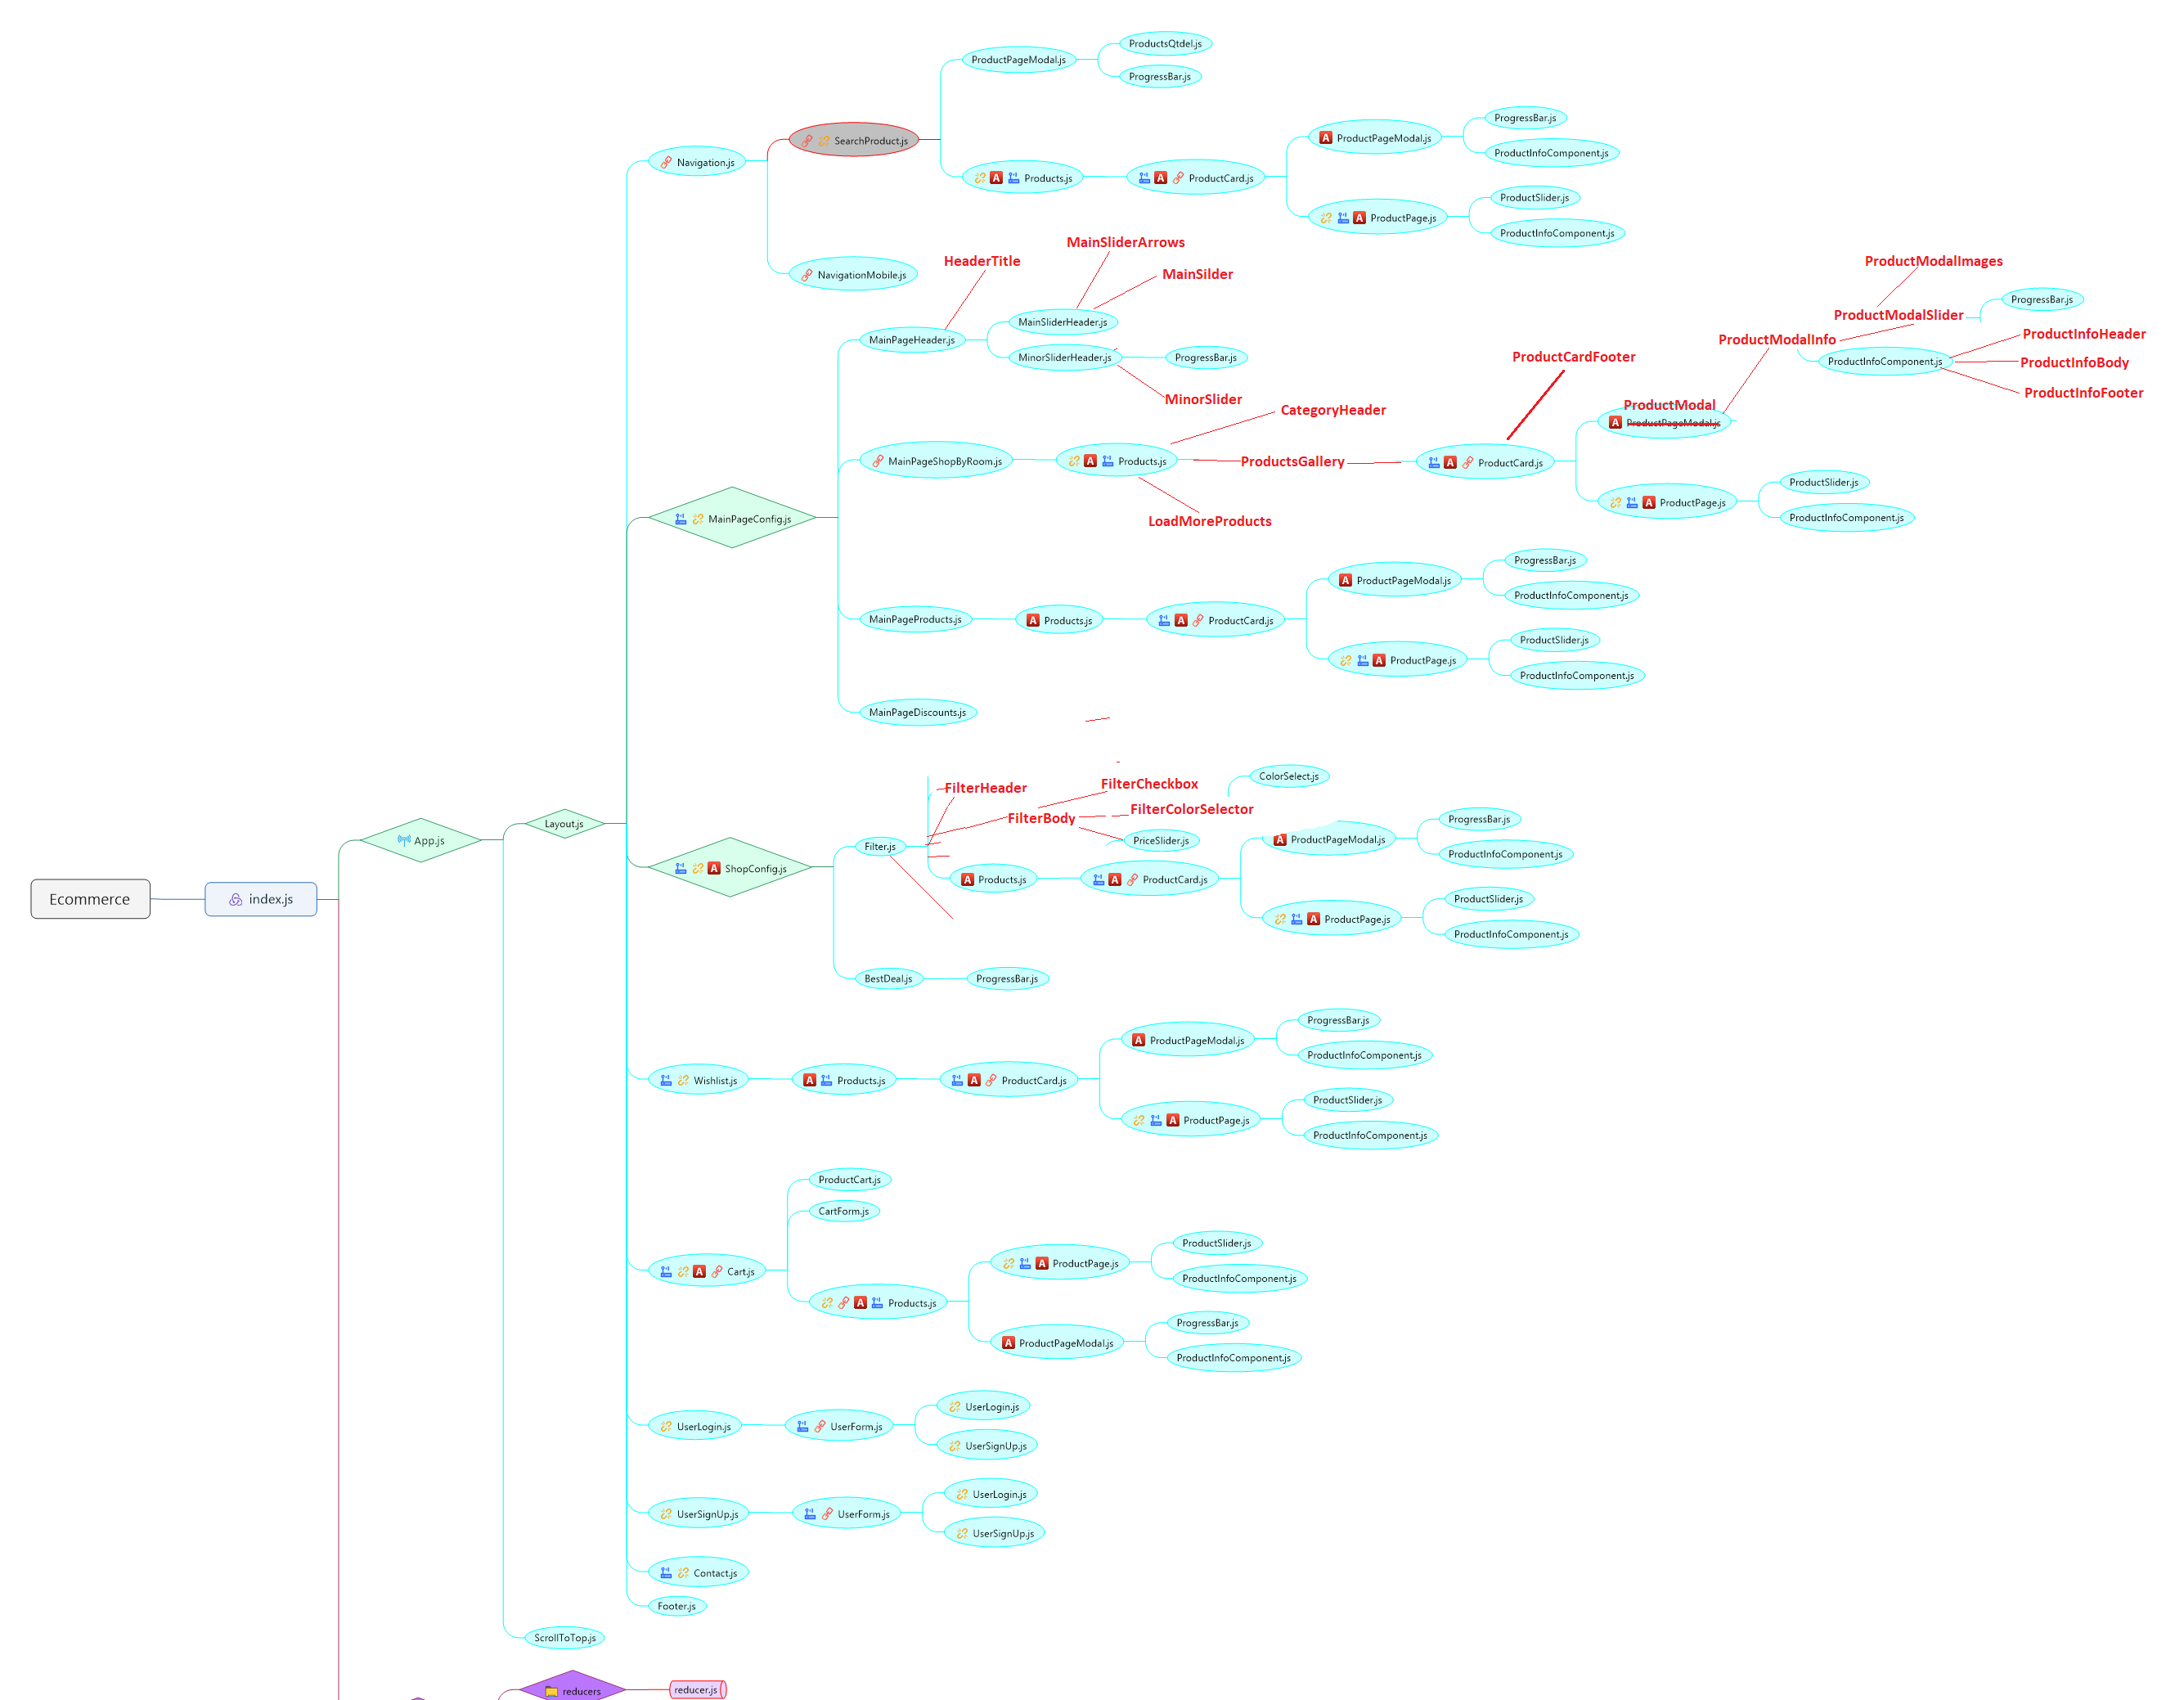 ProductsQtdel.js
ProductPageModal.js
ProgressBar.js
SearchProduct.js
ProgressBar.js
A ProductPageModal.js
ProductInfoComponent.js
Navigation.js
A Products.js
A ProductCard.js
ProductSlider.js
A ProductPage.js
ProductInfoComponent.js
NavigationMobile.js
HeaderTitle
MainSliderArrows
MainSilder
MainPageHeader.js
MainSliderHeader.js
MinorSliderHeader.js
ProgressBar.js
MinorSlider
ProductModalImages
ProgressBar.js
ProductModalSlider
ProductModalInfo
ProductInfoHeader
ProductInfoComponent.js
ProductInfoBody
ProductInfoFooter
ProductCardFooter
CategoryHeader
ProductModal
A ProductPageModal.js
MainPageShopByRoom.js
A Products.js
ProductsGallery
A ProductCard.js
LoadMoreProducts
ProductSlider.js
A ProductPage.js
ProductInfoComponent.js
MainPageConfig.js
ProgressBar.js
A ProductPageModal.js
ProductInfoComponent.js
MainPageProducts.js
A Products.js
A ProductCard.js
ProductSlider.js
A ProductPage.js
ProductInfoComponent.js
MainPageDiscounts.js
ColorSelect.js
FilterHeader
FilterCheckbox
FilterColorSelector
FilterBody
PriceSlider.js
Layout.js
App.js
Filter.js
ProgressBar.js
A ProductPageModal.js
ProductInfoComponent.js
A ShopConfig.js
A Products.js
A ProductCard.js
Ecommerce
index.js
ProductSlider.js
A ProductPage.js
ProductInfoComponent.js
BestDeal.js
ProgressBar.js
ProgressBar.js
A ProductPageModal.js
ProductInfoComponent.js
Wishlist.js
A Products.js
A ProductCard.js
ProductSlider.js
A ProductPage.js
ProductInfoComponent.js
ProductCart.js
CartForm.js
A Cart.js
ProductSlider.js
A ProductPage.js
ProductInfoComponent.js
A Products.js
ProgressBar.js
A ProductPageModal.js
ProductInfoComponent.js
UserLogin.js
UserForm.js
UserLogin.js
UserSignUp.js
UserSignUp.js
UserForm.js
UserLogin.js
UserSignUp.js
Contact.js
Footer.js
ScrollToTop.js
reducers
reducer.js